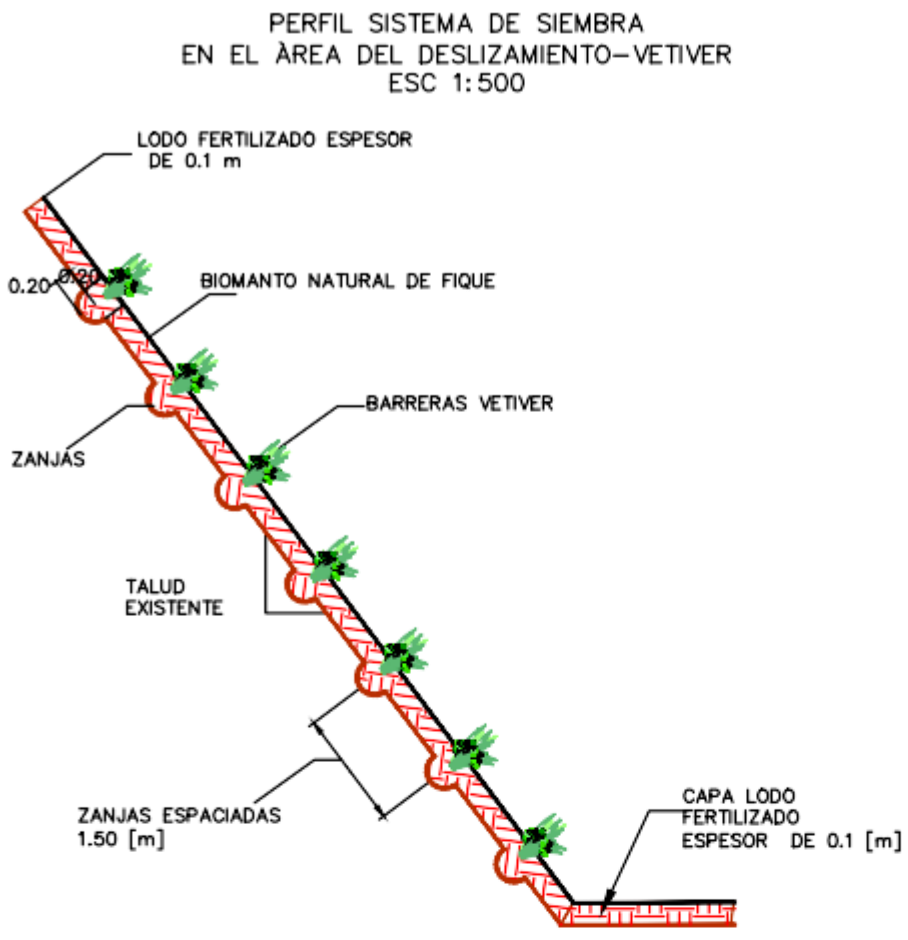 PERFIL SISTEMA DE SIEMBRA
EN EL ÀREA DEL DESLIZAMIENTO-VETIVER
ESC 1:500
LODO FERTILIZADO ESPESOR
DE 0.1 m
0.20
0.20
BIOMANTO NATURAL DE FIQUE
BARRERAS VETIVER
ZANJAS
TALUD
EXISTENTE
ZANJAS ESPACIADAS
1.50 [m]
CAPA LODO
FERTILIZADO
ESPESOR DE 0.1 [m]